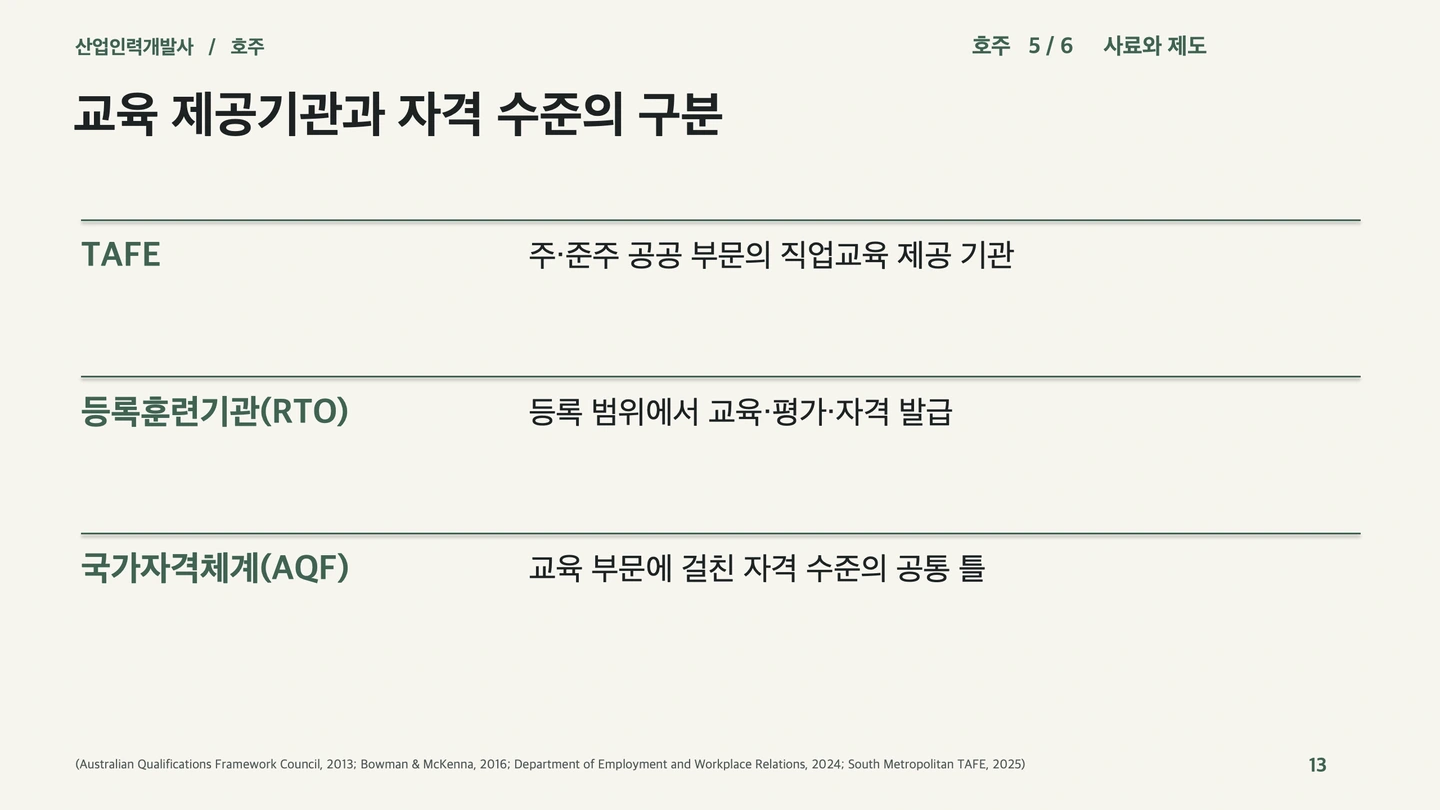 산업인력개발사 / 호주
호주 5 / 6 사료와 제도
교육 제공기관과 자격 수준의 구분
TAFE
주·준주 공공 부문의 직업교육 제공 기관
등록훈련기관(RTO)
등록 범위에서 교육·평가·자격 발급
국가자격체계(AQF)
교육 부문에 걸친 자격 수준의 공통 틀
(Australian Qualifications Framework Council, 2013; Bowman & McKenna, 2016; Department of Employment and Workplace Relations, 2024; South Metropolitan TAFE, 2025)
13